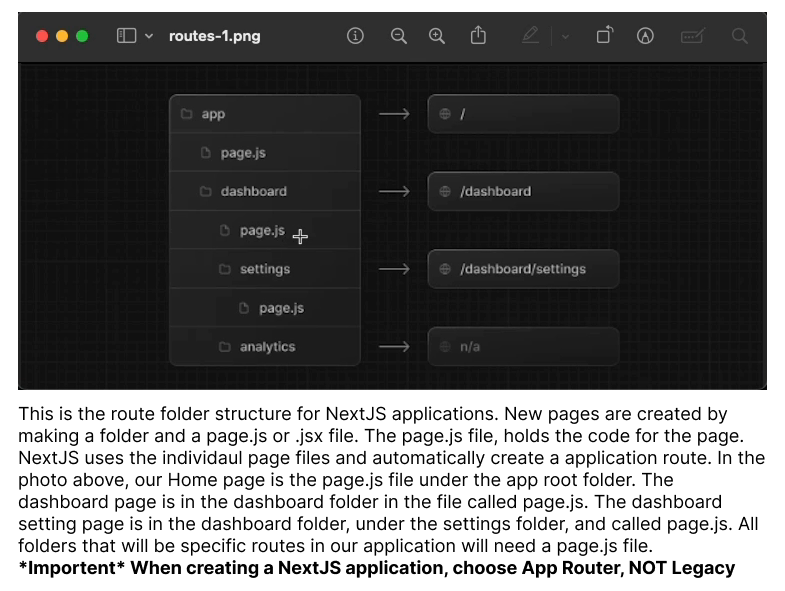 routes-1.png
app
/
page.js
dashboard
/dashboard
page.js
settings
/dashboard/settings
page.js
analytics
n/a
This is the route folder structure for NextJS applications. New pages are created by
making a folder and a page.js or .jsx file. The page.js file, holds the code for the page.
NextJS uses the individaul page files and automatically create a application route. In the
photo above, our Home page is the page.js file under the app root folder. The
dashboard page is in the dashboard folder in the file called page.js. The dashboard
setting page is in the dashboard folder, under the settings folder, and called page.js. All
folders that will be specific routes in our application will need a page.js file.
*Importent* When creating a NextJS application, choose App Router, NOT Legacy